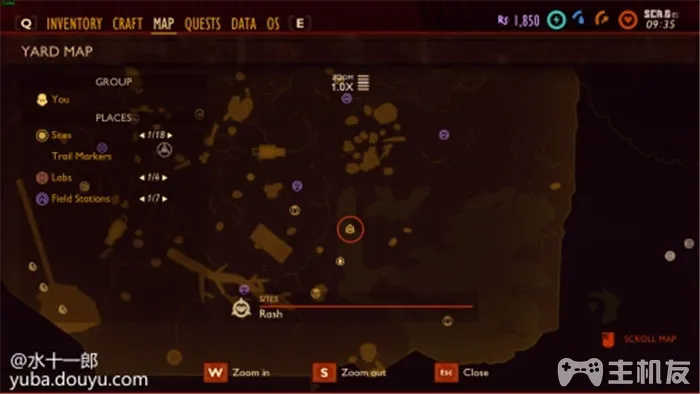 Q INVENTORY CRAFT MAP QUESTS DATA OS E
Rs 1,850
09:35
YARD MAP
GROUP
You
PLACES
Sites 1/18
Trail Markers
Labs 1/4
Field Stations 1/7
ZOOM
1.0X
SITES
Rash
SCROLL MAP
W Zoom in S Zoom out ESC Close
@水十一郎
yuba.douyu.com
主机友